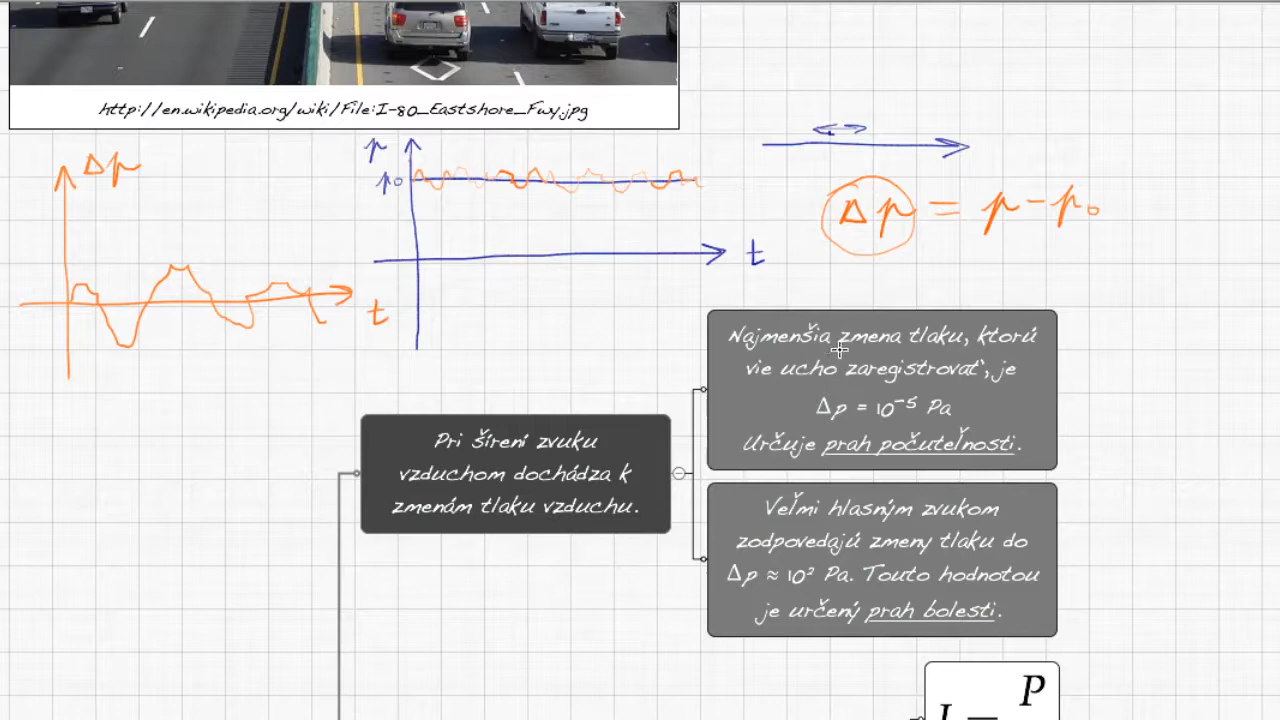 http://en.wikipedia.org/wiki/File:I-80_Eastshore_Fwy.jpg
Δp
t
p
p0
t
Δp = p - p0
Najmenšia zmena tlaku, ktorú
vie ucho zaregistrovať, je
Δp = 10⁻⁵ Pa
Určuje prah počuteľnosti.
Pri šírení zvuku
vzduchom dochádza k
zmenám tlaku vzduchu.
Veľmi hlasným zvukom
zodpovedajú zmeny tlaku do
Δp ≈ 10² Pa. Touto hodnotou
je určený prah bolesti.
P
I =